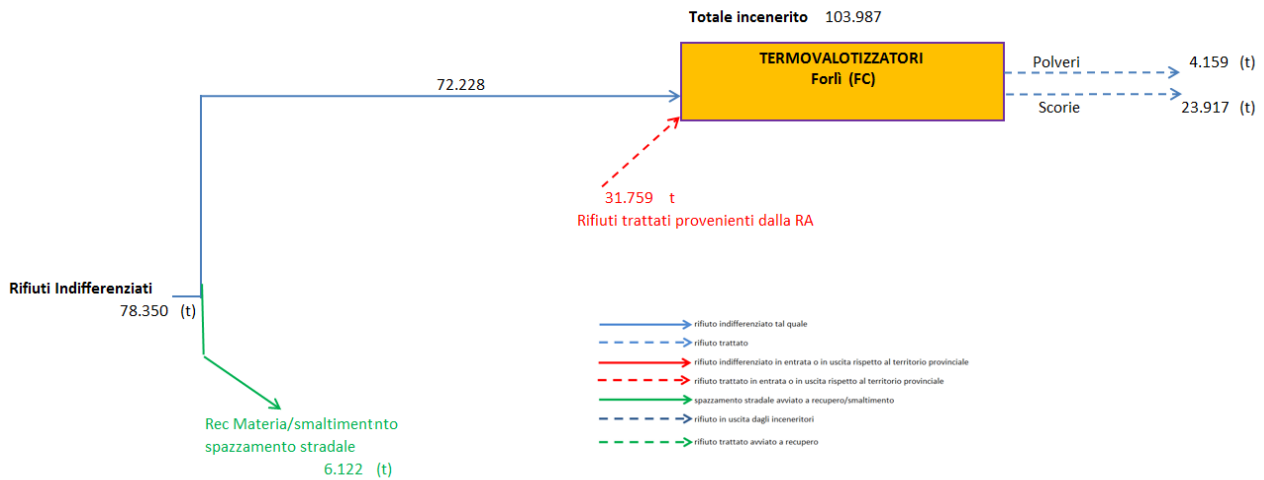 Totale incenerito 103.987
TERMOVALOTIZZATORI
Forlì (FC)
Polveri 4.159 (t)
Scorie 23.917 (t)
72.228
31.759 t
Rifiuti trattati provenienti dalla RA
Rifiuti Indifferenziati
78.350 (t)
Rec Materia/smaltimentnto
spazzamento stradale
6.122 (t)
rifiuto indifferenziato tal quale
rifiuto trattato
rifiuto indifferenziato in entrata o in uscita rispetto al territorio provinciale
rifiuto trattato in entrata o in uscita rispetto al territorio provinciale
spazzamento stradale avviato a recupero/smaltimento
rifiuto in uscita dagli inceneritori
rifiuto trattato avviato a recupero